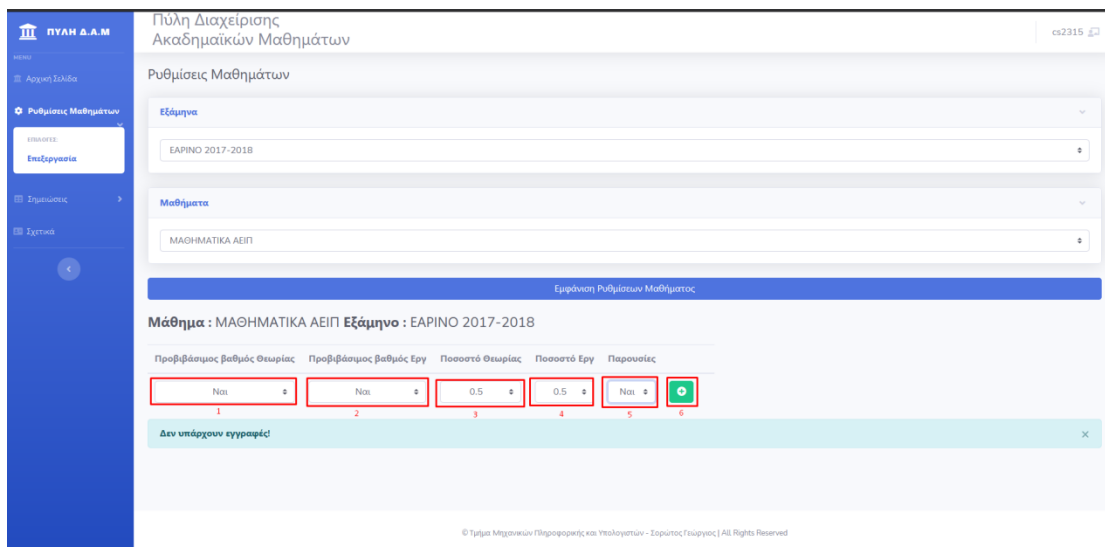 ΠΥΛΗ Δ.Α.Μ
Πύλη Διαχείρισης
Ακαδημαϊκών Μαθημάτων
cs2315
MENU
Αρχική Σελίδα
Ρυθμίσεις Μαθημάτων
ΕΠΙΛΟΓΕΣ:
Επεξεργασία
Σημειώσεις
Σχετικά
Ρυθμίσεις Μαθημάτων
Εξάμηνα
ΕΑΡΙΝΟ 2017-2018
Μαθήματα
ΜΑΘΗΜΑΤΙΚΑ ΑΕΙΠ
Εμφάνιση Ρυθμίσεων Μαθήματος
Μάθημα : ΜΑΘΗΜΑΤΙΚΑ ΑΕΙΠ Εξάμηνο : ΕΑΡΙΝΟ 2017-2018
Προβιβάσιμος βαθμός Θεωρίας Προβιβάσιμος βαθμός Εργ Ποσοστό Θεωρίας Ποσοστό Εργ Παρουσίες
Ναι Ναι 0.5 0.5 Ναι
1 2 3 4 5 6
Δεν υπάρχουν εγγραφές!
© Τμήμα Μηχανικών Πληροφορικής και Υπολογιστών - Σορώτος Γεώργιος | All Rights Reserved